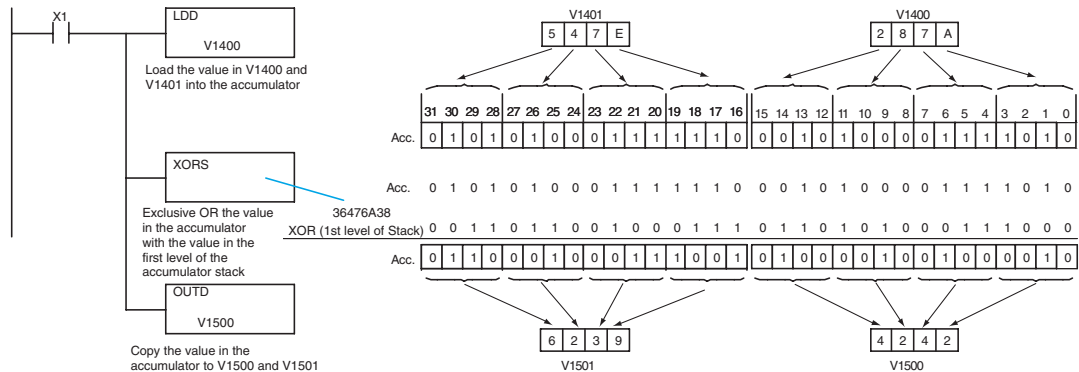 X1
LDD
V1400
Load the value in V1400 and
V1401 into the accumulator
XORS
Exclusive OR the value
in the accumulator
with the value in the
first level of the
accumulator stack
OUTD
V1500
Copy the value in the
accumulator to V1500 and V1501
V1401
5 4 7 E
V1400
2 8 7 A
31 30 29 28 27 26 25 24 23 22 21 20 19 18 17 16 15 14 13 12 11 10 9 8 7 6 5 4 3 2 1 0
Acc. 0 1 0 1 0 1 0 0 0 1 1 1 1 1 1 0 0 0 1 0 1 0 0 0 0 1 1 1 1 0 1 0
Acc. 0 1 0 1 0 1 0 0 0 1 1 1 1 1 1 0 0 0 1 0 1 0 0 0 0 1 1 1 1 0 1 0
36476A38
XOR (1st level of Stack) 0 0 1 1 0 1 1 0 0 1 0 0 0 1 1 1 0 1 1 0 1 0 1 0 0 0 1 1 1 0 0 0
Acc. 0 1 1 0 0 0 1 0 0 0 1 1 1 0 0 1 0 1 0 0 0 0 1 0 0 1 0 0 0 0 1 0
6 2 3 9
V1501
4 2 4 2
V1500